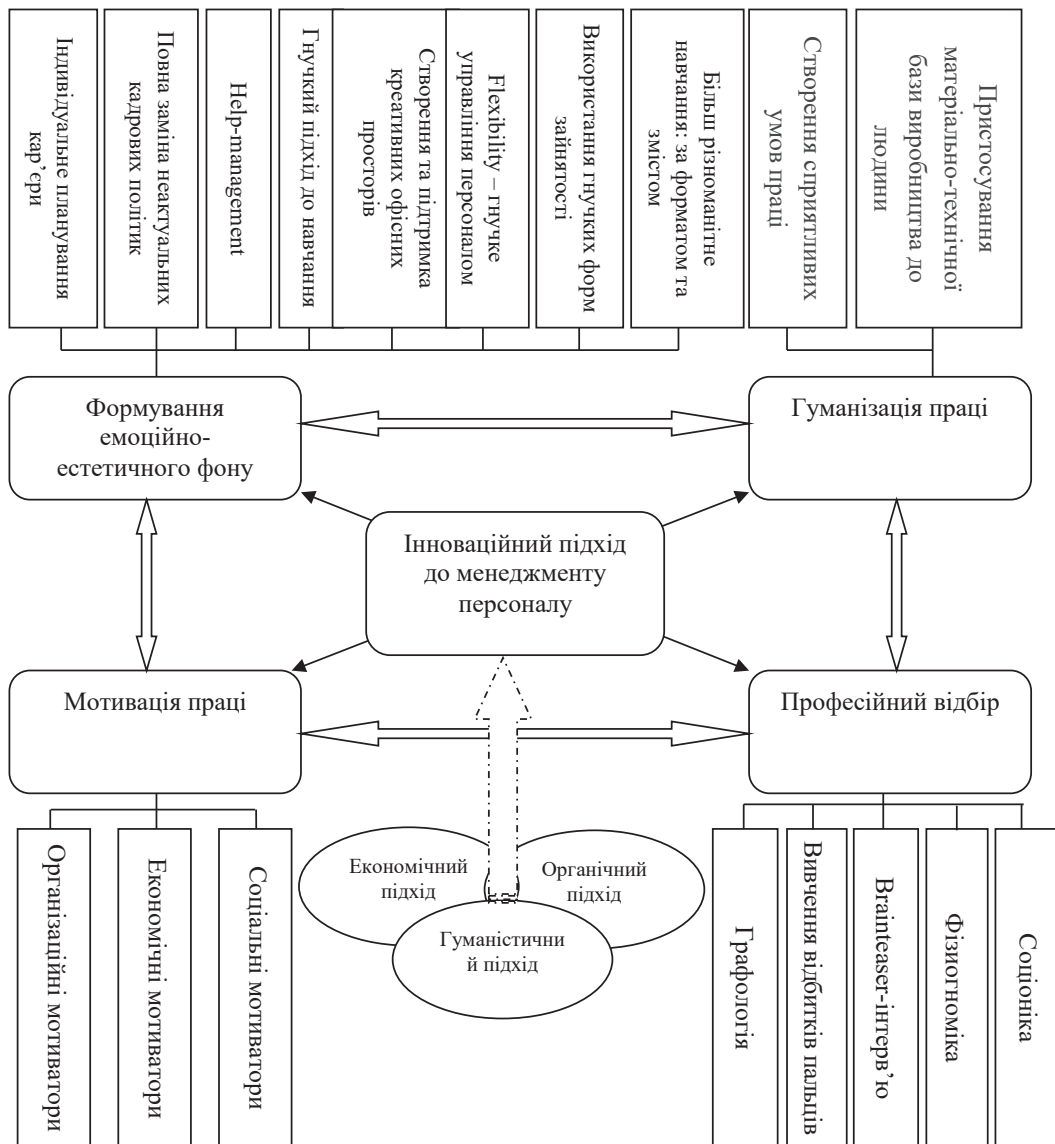 Індивідуальне планування
кар’єри
Повна заміна неактуальних
кадрових політик
Help-management
Гнучкий підхід до навчання
Створення та підтримка
креативних офісних
просторів
Flexibility – гнучке
управління персоналом
Використання гнучких форм
зайнятості
Більш різноманітне
навчання: за форматом та
змістом
Створення сприятливих
умов праці
Пристосування
матеріально-технічної
бази виробництва до
людини
Формування
емоційно-
естетичного фону
Гуманізація праці
Інноваційний підхід
до менеджменту
персоналу
Мотивація праці
Професійний відбір
Економічний
підхід
Органічний
підхід
Гуманістични
й підхід
Організаційні мотиватори
Економічні мотиватори
Соціальні мотиватори
Графологія
Вивчення відбитків пальців
Brainteaser-інтерв’ю
Фізиогноміка
Соціоніка